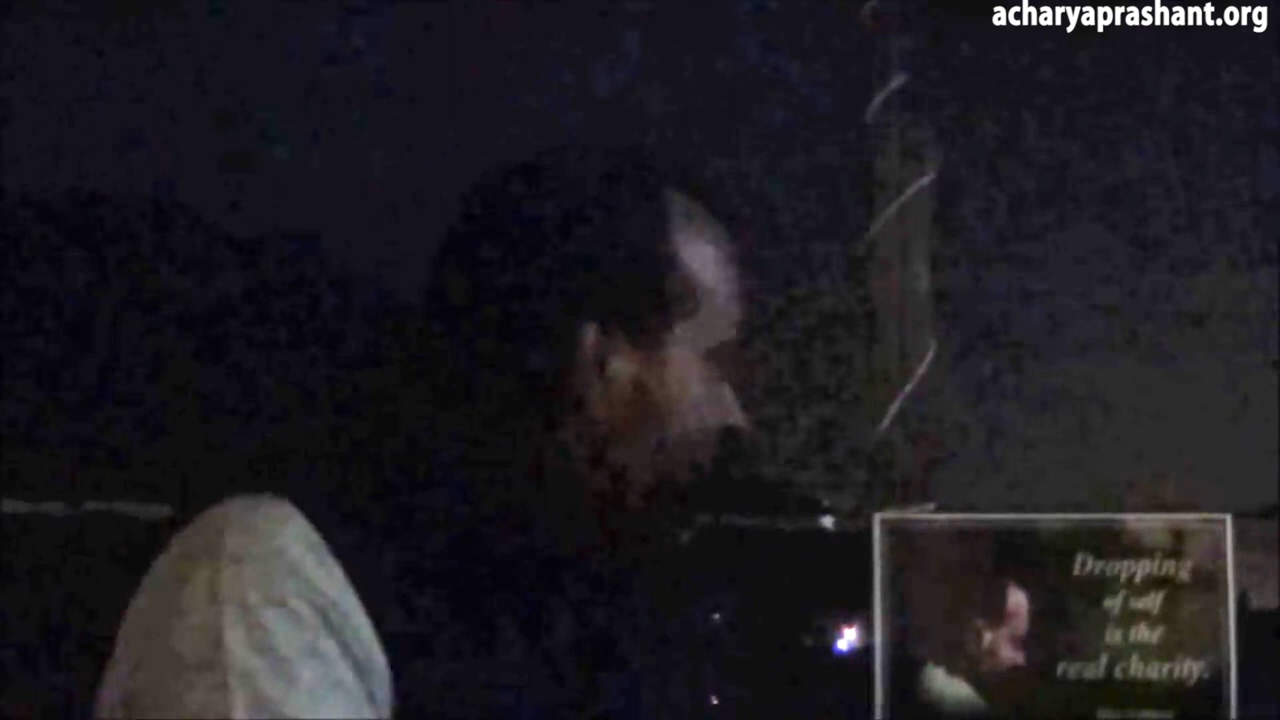 acharyaprashant.org
Dropping
of self
is the
real charity.